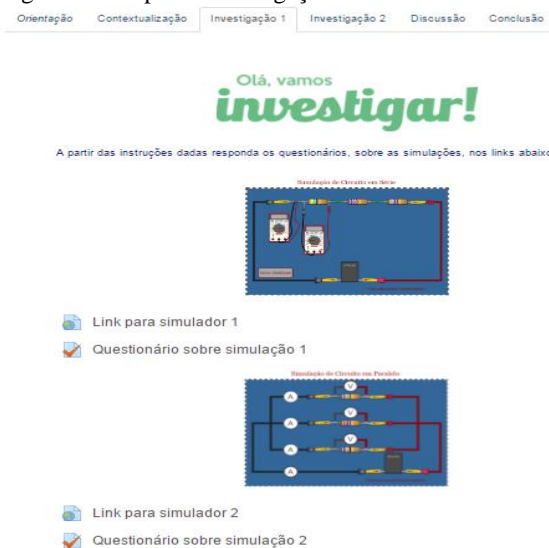 Orientação Contextualização Investigação 1 Investigação 2 Discussão Conclusão
Olá, vamos
investigar!
A partir das instruções dadas responda os questionários, sobre as simulações, nos links abaixo
Simulação de Circuito em Série
Link para simulador 1
Questionário sobre simulação 1
Simulação de Circuito em Paralelo
V
A
V
A
V
A
A
Link para simulador 2
Questionário sobre simulação 2